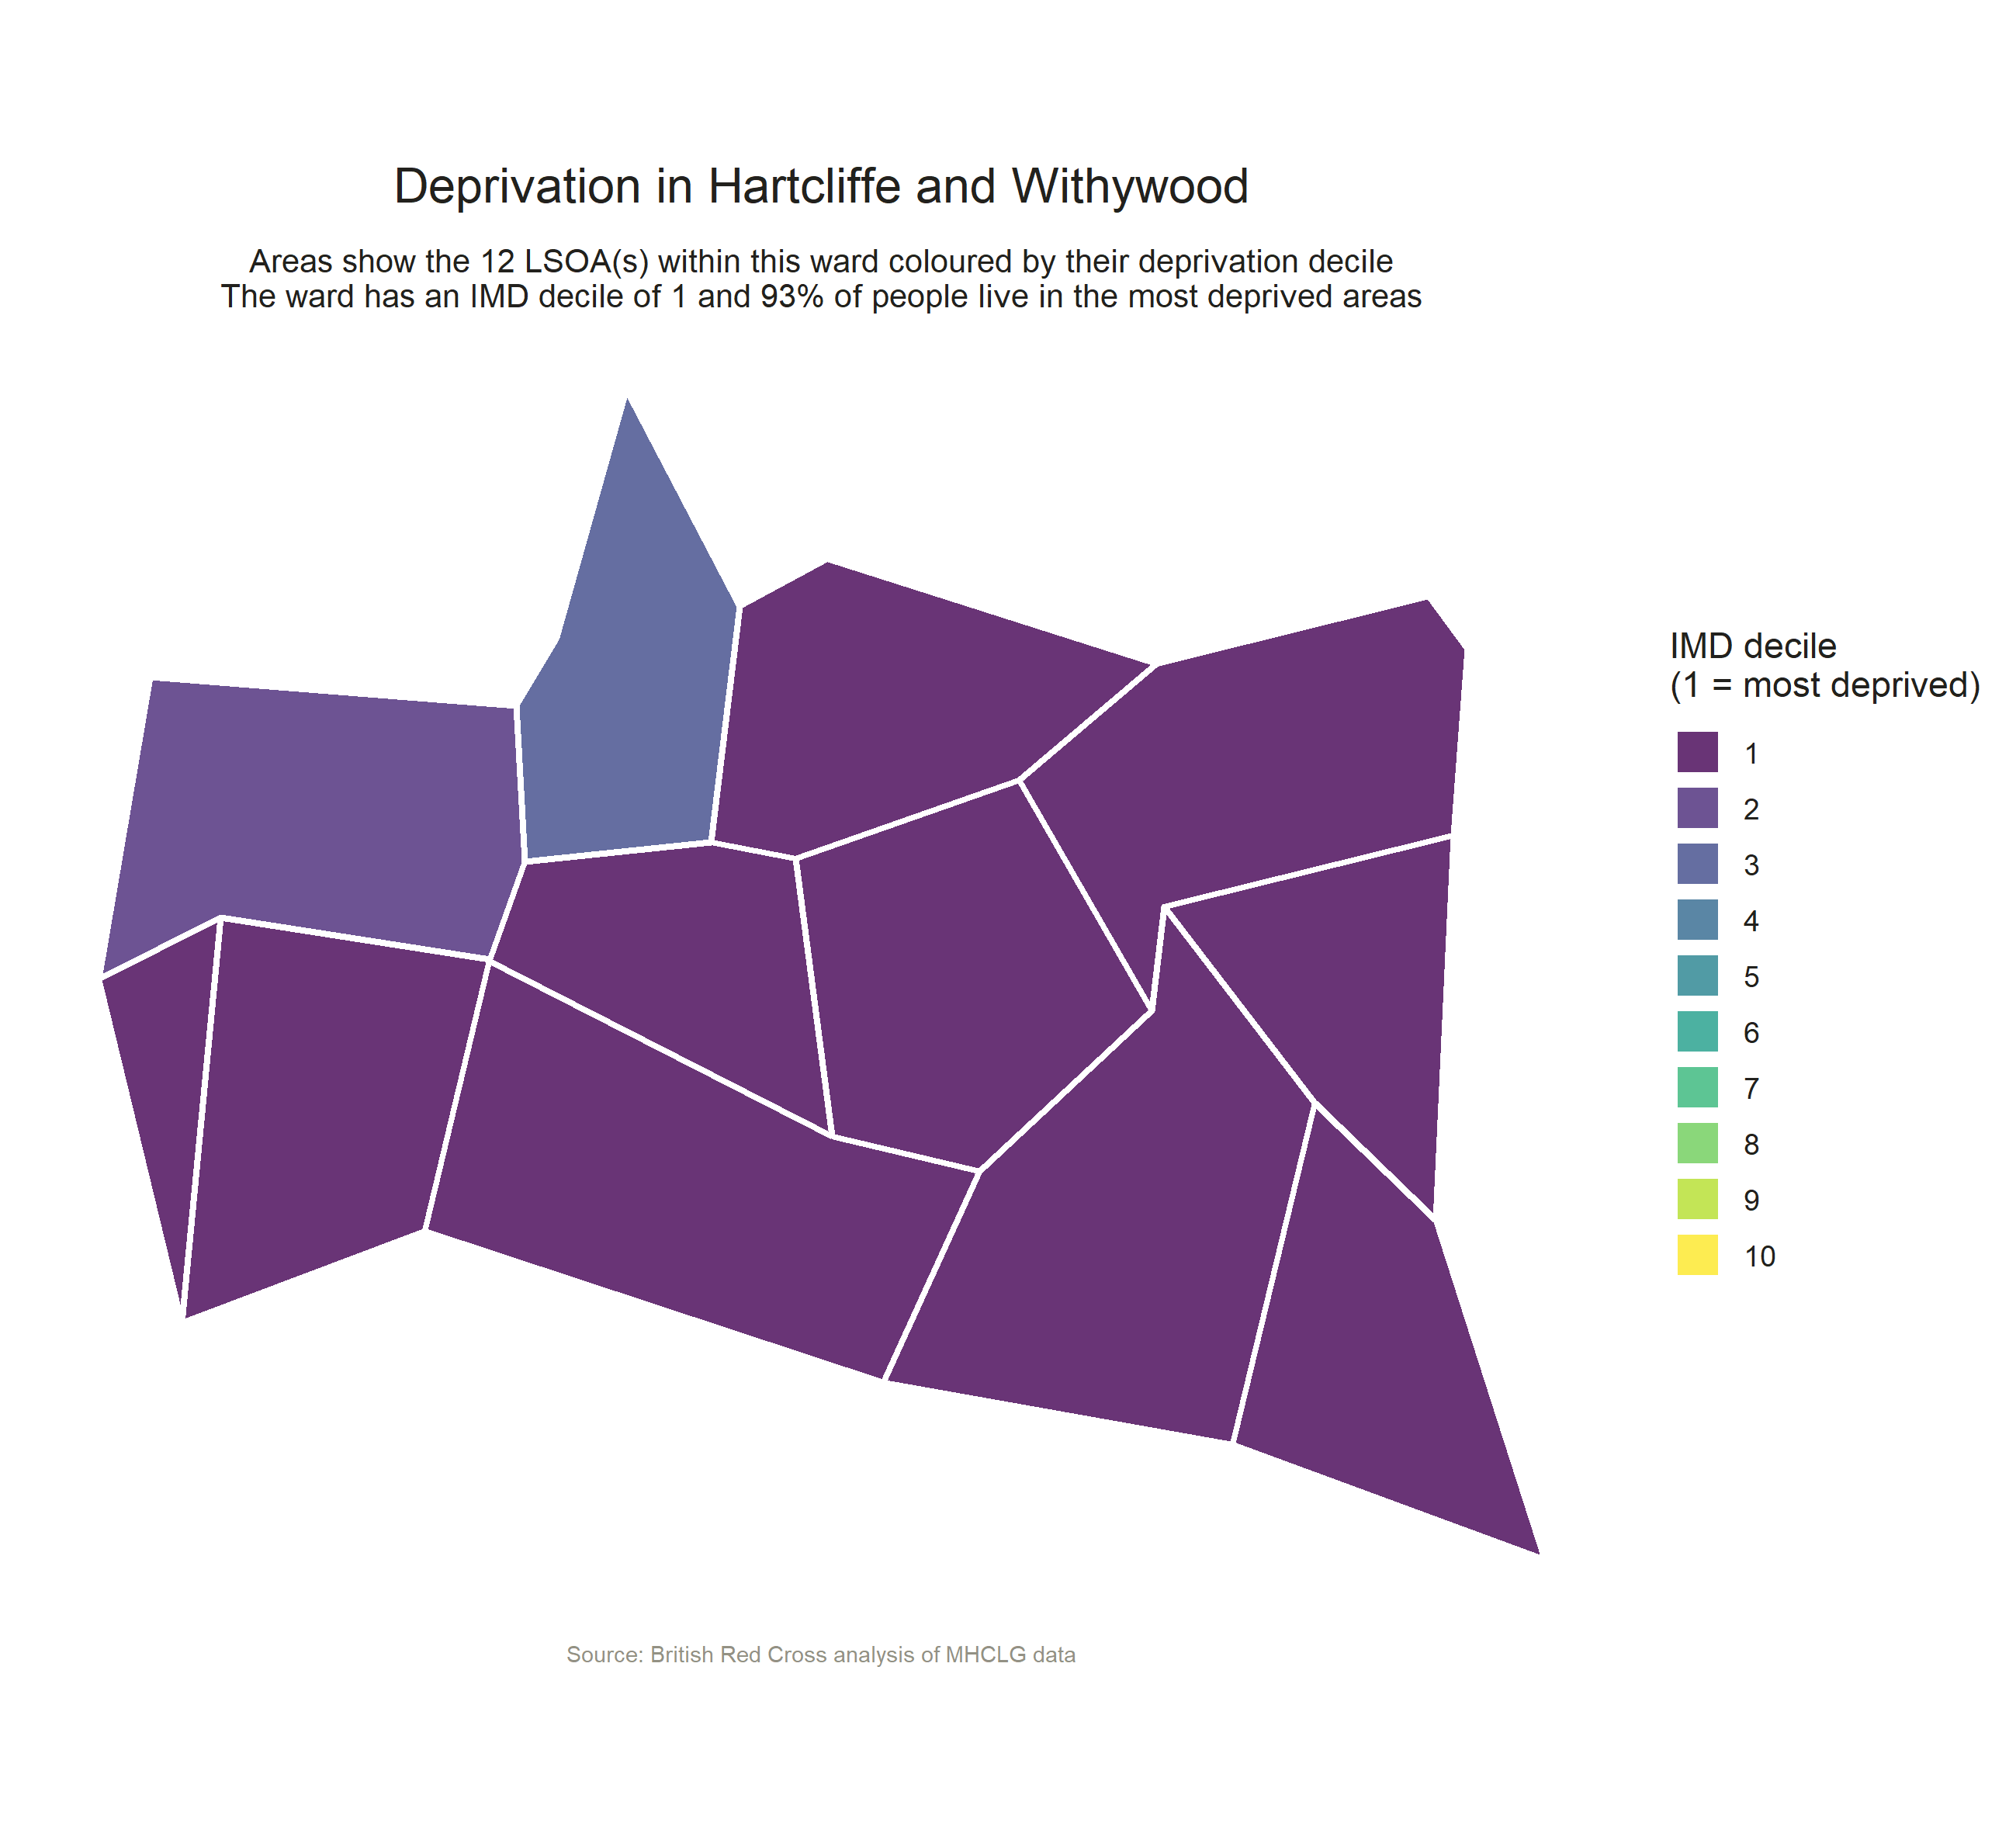 Deprivation in Hartcliffe and Withywood
Areas show the 12 LSOA(s) within this ward coloured by their deprivation decile
The ward has an IMD decile of 1 and 93% of people live in the most deprived areas
IMD decile
(1 = most deprived)
1
2
3
4
5
6
7
8
9
10
Source: British Red Cross analysis of MHCLG data